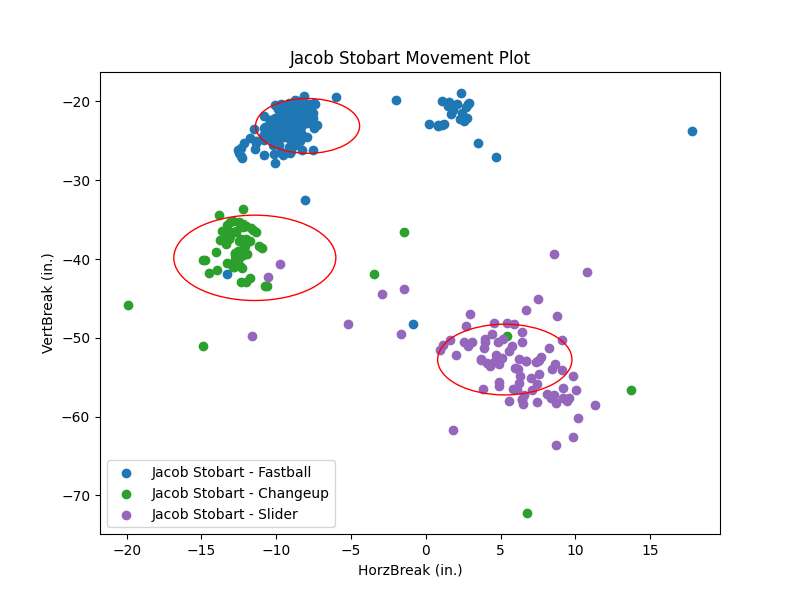 Jacob Stobart Movement Plot
VertBreak (in.)
−20
−30
−40
−50
−60
−70
Jacob Stobart - Fastball
Jacob Stobart - Changeup
Jacob Stobart - Slider
−20 −15 −10 −5 0 5 10 15
HorzBreak (in.)